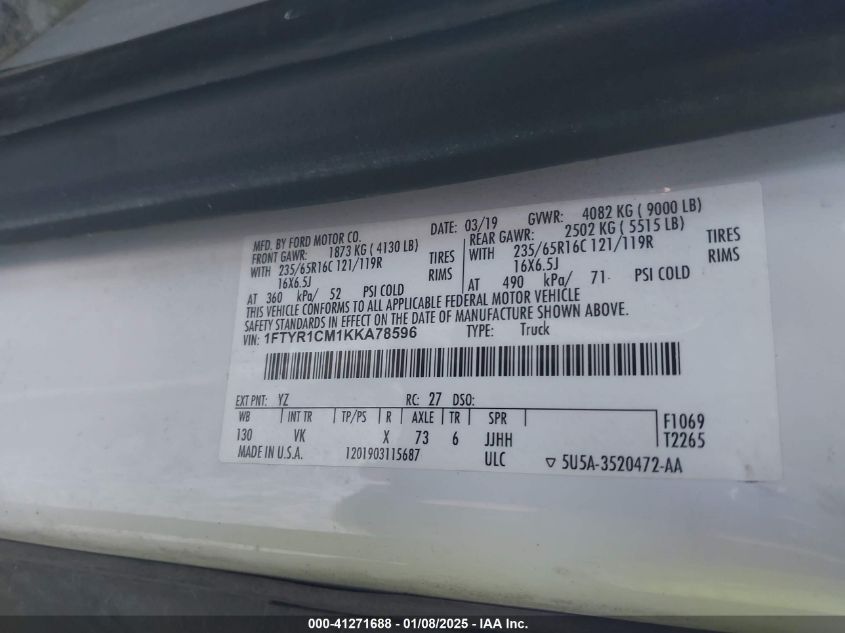 MFD. BY FORD MOTOR CO. DATE: 03/19 GVWR: 4082 KG ( 9000 LB)
FRONT GAWR: 1873 KG ( 4130 LB) REAR GAWR: 2502 KG ( 5515 LB)
WITH 235/65R16C 121/119R TIRES WITH 235/65R16C 121/119R TIRES
16X6.5J RIMS 16X6.5J RIMS
AT 360 kPa/ 52 PSI COLD AT 490 kPa/ 71 PSI COLD
THIS VEHICLE CONFORMS TO ALL APPLICABLE FEDERAL MOTOR VEHICLE
SAFETY STANDARDS IN EFFECT ON THE DATE OF MANUFACTURE SHOWN ABOVE.
VIN: 1FTYR1CM1KKA78596 TYPE: Truck
EXT PNT: YZ RC: 27 DSO:
WB INT TR TP/PS R AXLE TR SPR F1069
130 VK X 73 6 JJHH T2265
MADE IN U.S.A. 1201903115687 ULC ▽ 5U5A-3520472-AA
000-41271688 - 01/08/2025 - IAA Inc.